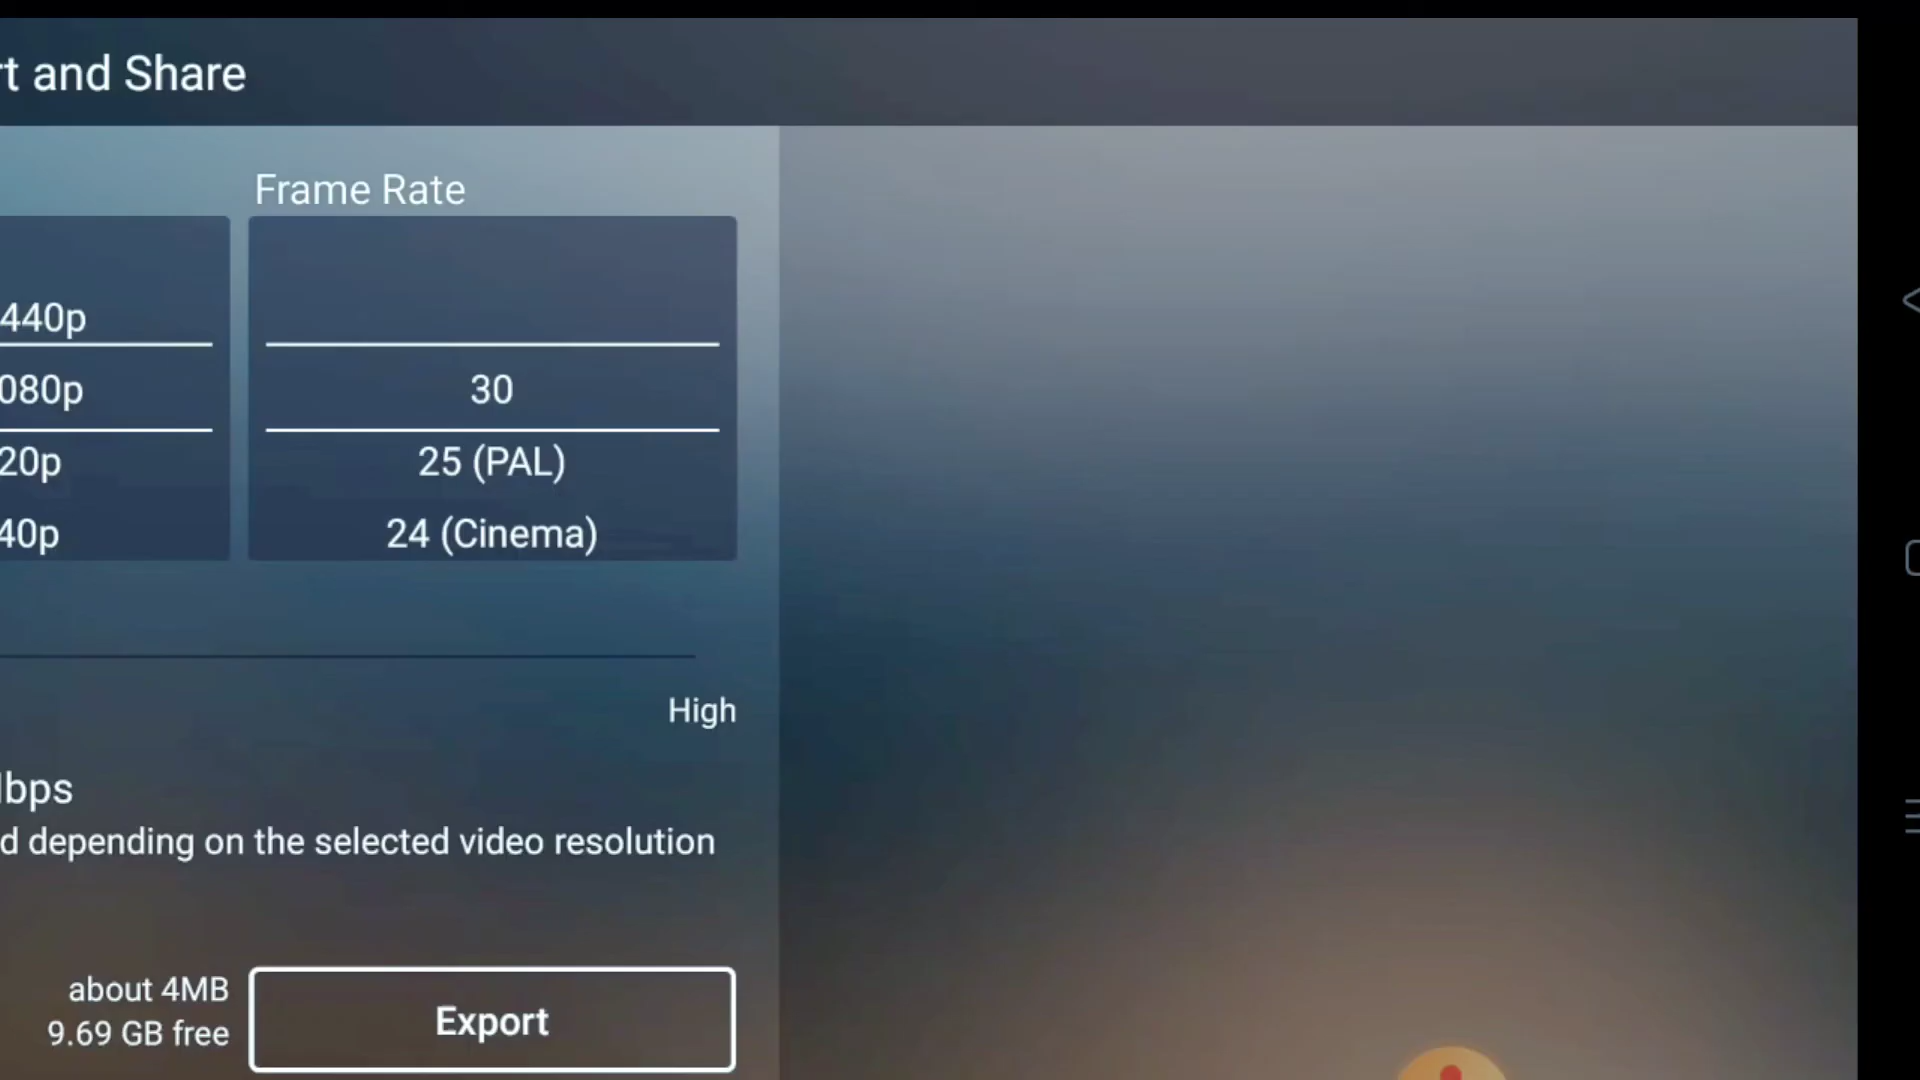 rt and Share
Frame Rate
440p
080p
20p
40p
30
25 (PAL)
24 (Cinema)
High
bps
d depending on the selected video resolution
about 4MB
9.69 GB free
Export